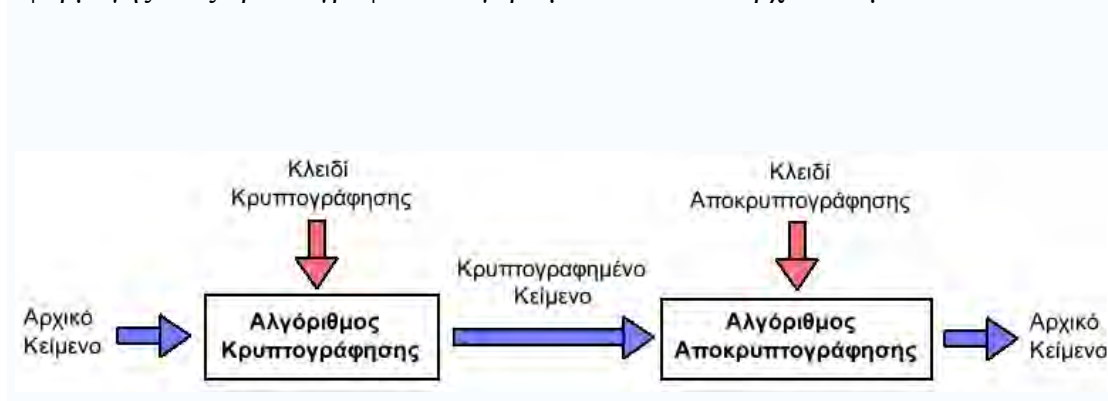 Κλειδί
Κρυπτογράφησης
Κλειδί
Αποκρυπτογράφησης
Κρυπτογραφημένο
Κείμενο
Αρχικό
Κείμενο
Αλγόριθμος
Κρυπτογράφησης
Αλγόριθμος
Αποκρυπτογράφησης
Αρχικό
Κείμενο